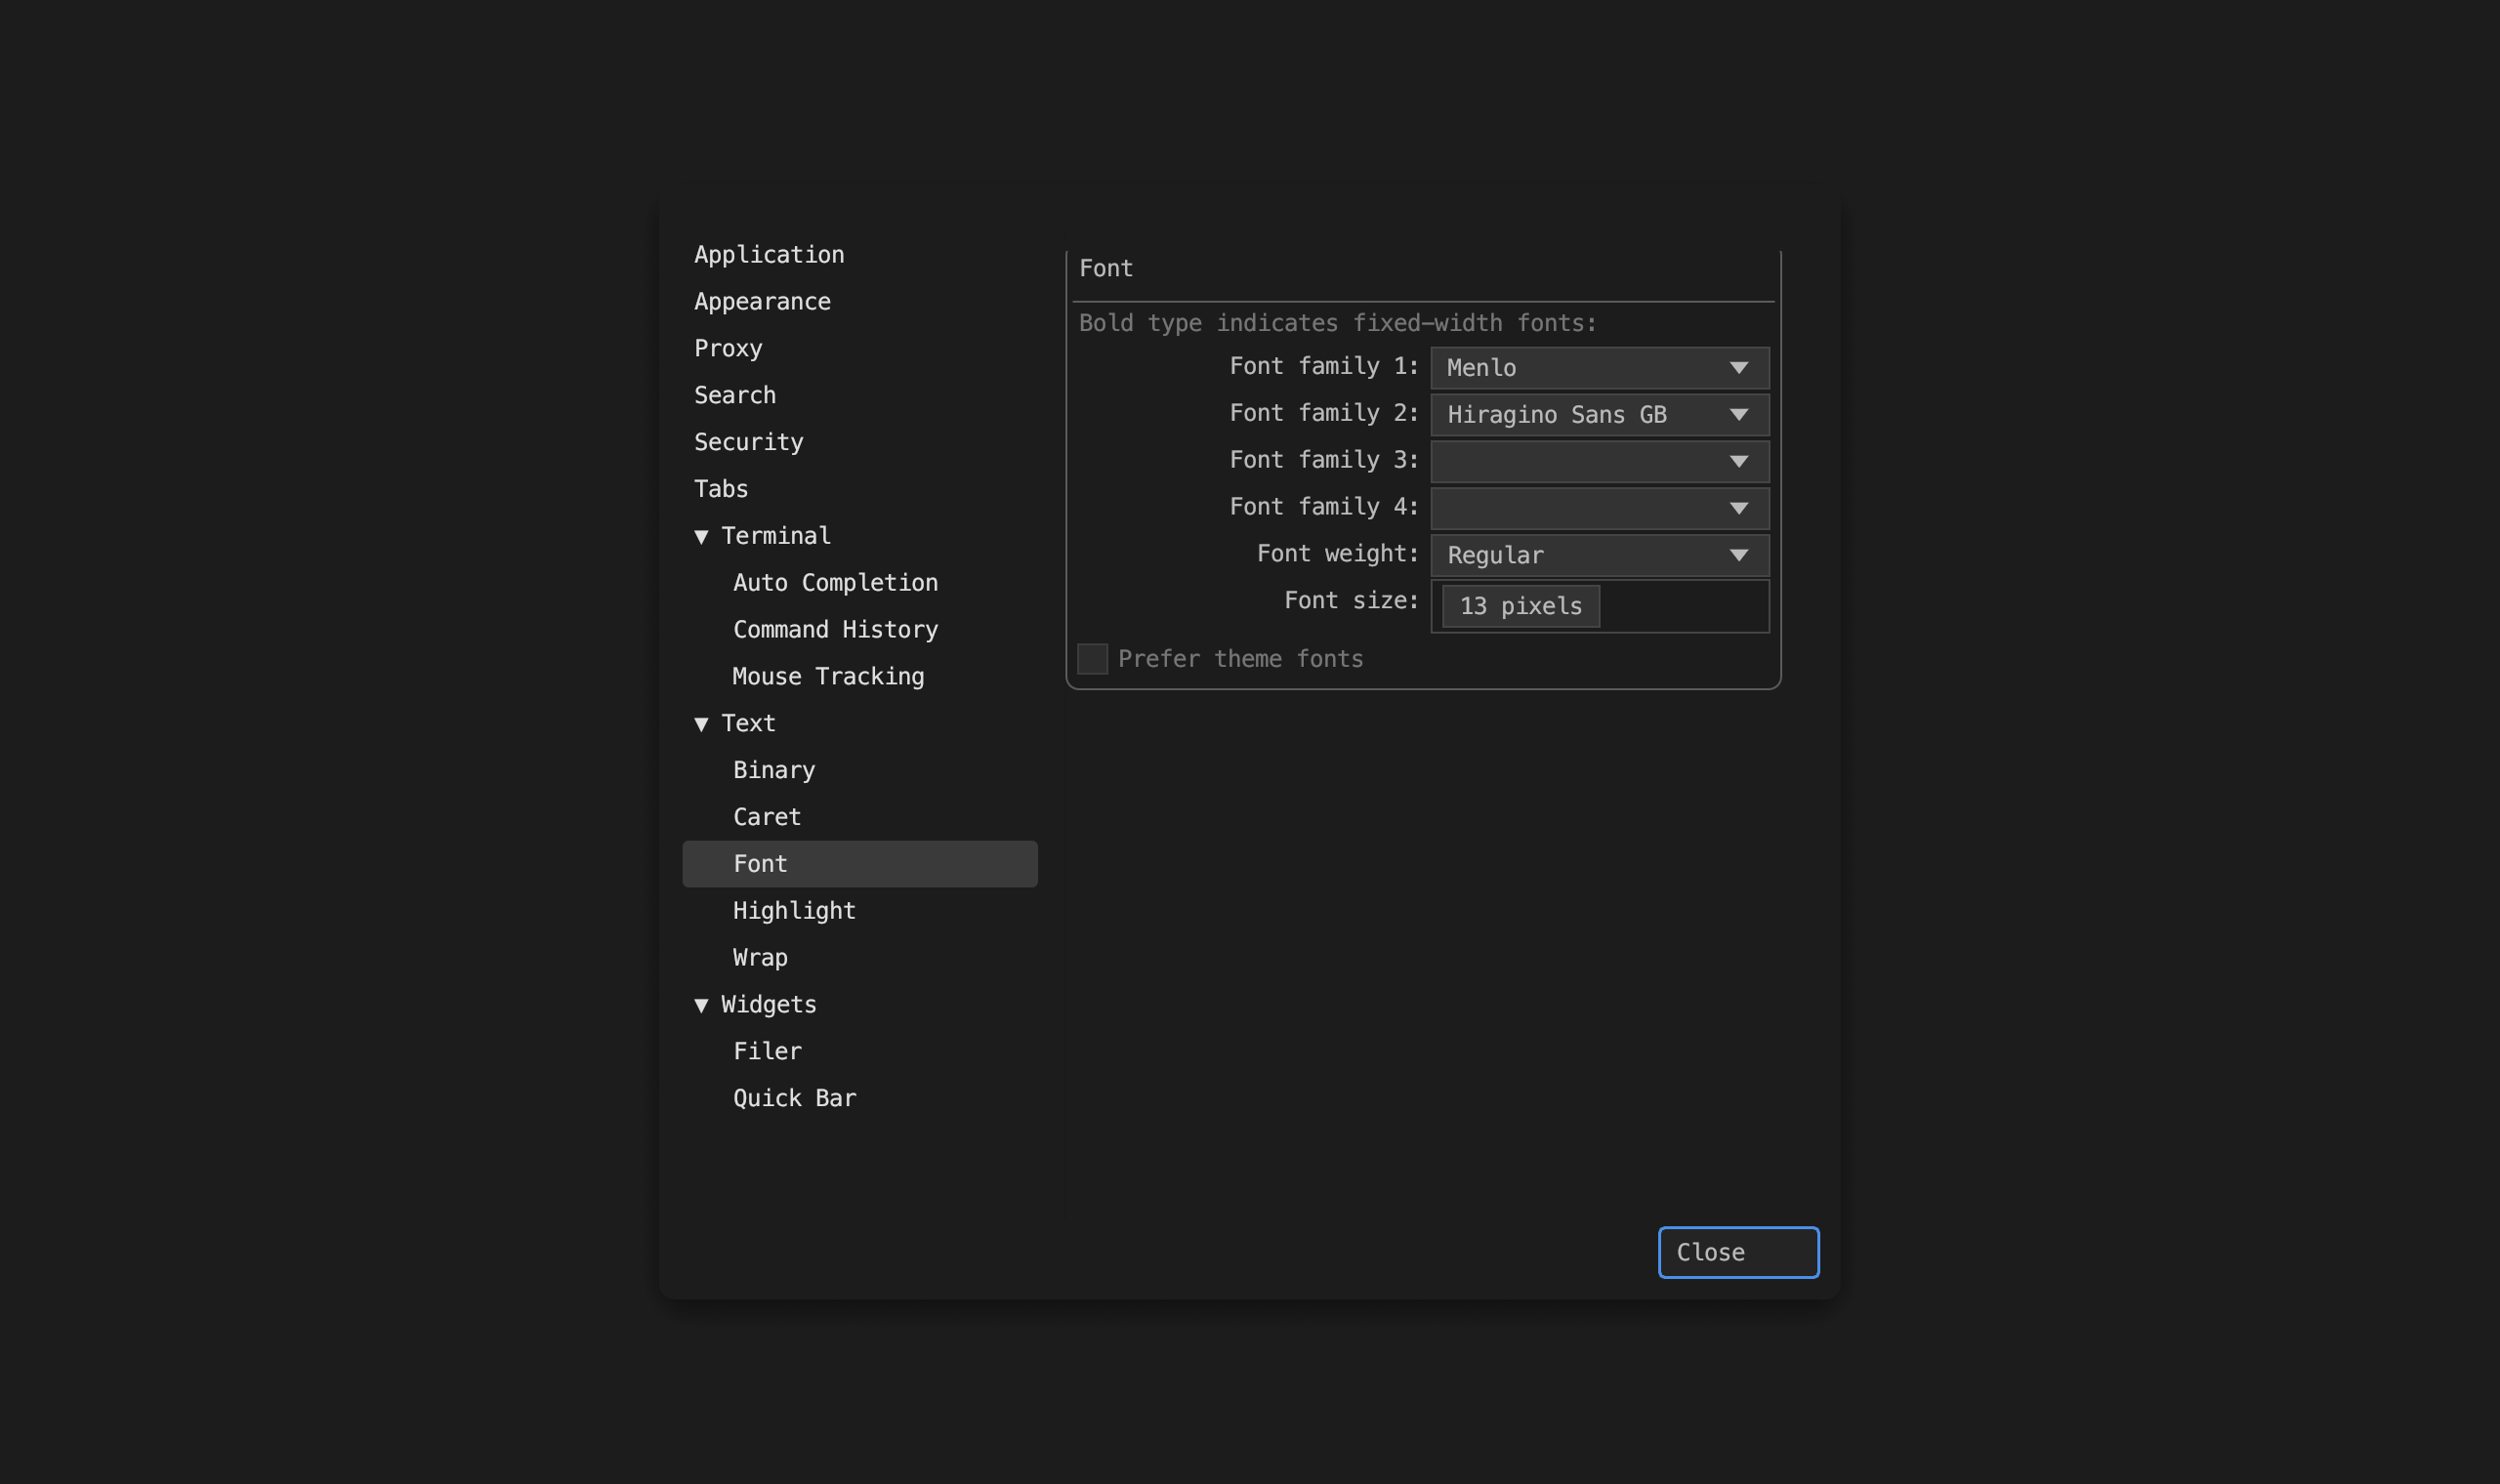 Application
Appearance
Proxy
Search
Security
Tabs
▼ Terminal
Auto Completion
Command History
Mouse Tracking
▼ Text
Binary
Caret
Font
Highlight
Wrap
▼ Widgets
Filer
Quick Bar
Font
Bold type indicates fixed-width fonts:
Font family 1: Menlo
Font family 2: Hiragino Sans GB
Font family 3:
Font family 4:
Font weight: Regular
Font size: 13 pixels
Prefer theme fonts
Close